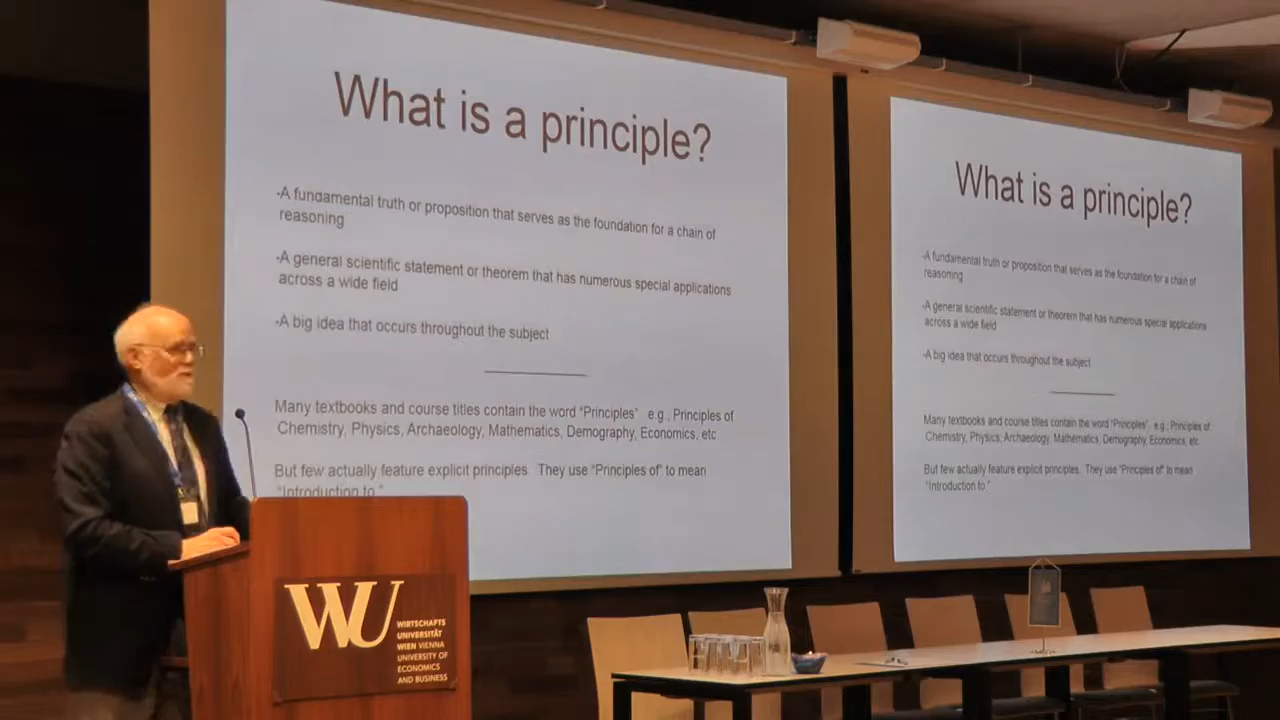 What is a principle?
•A fundamental truth or proposition that serves as the foundation for a chain of
reasoning
•A general scientific statement or theorem that has numerous special applications
across a wide field
•A big idea that occurs throughout the subject
Many textbooks and course titles contain the word “Principles”  e.g., Principles of
Chemistry, Physics, Archaeology, Mathematics, Demography, Economics, etc
But few actually feature explicit principles.  They use “Principles of” to mean
“Introduction to.”
What is a principle?
•A fundamental truth or proposition that serves as the foundation for a chain of
reasoning
•A general scientific statement or theorem that has numerous special applications
across a wide field
•A big idea that occurs throughout the subject
Many textbooks and course titles contain the word “Principles”  e.g., Principles of
Chemistry, Physics, Archaeology, Mathematics, Demography, Economics, etc.
But few actually feature explicit principles.  They use “Principles of” to mean
“Introduction to.”
WU
WIRTSCHAFTS
UNIVERSITÄT
WIEN VIENNA
UNIVERSITY OF
ECONOMICS
AND BUSINESS